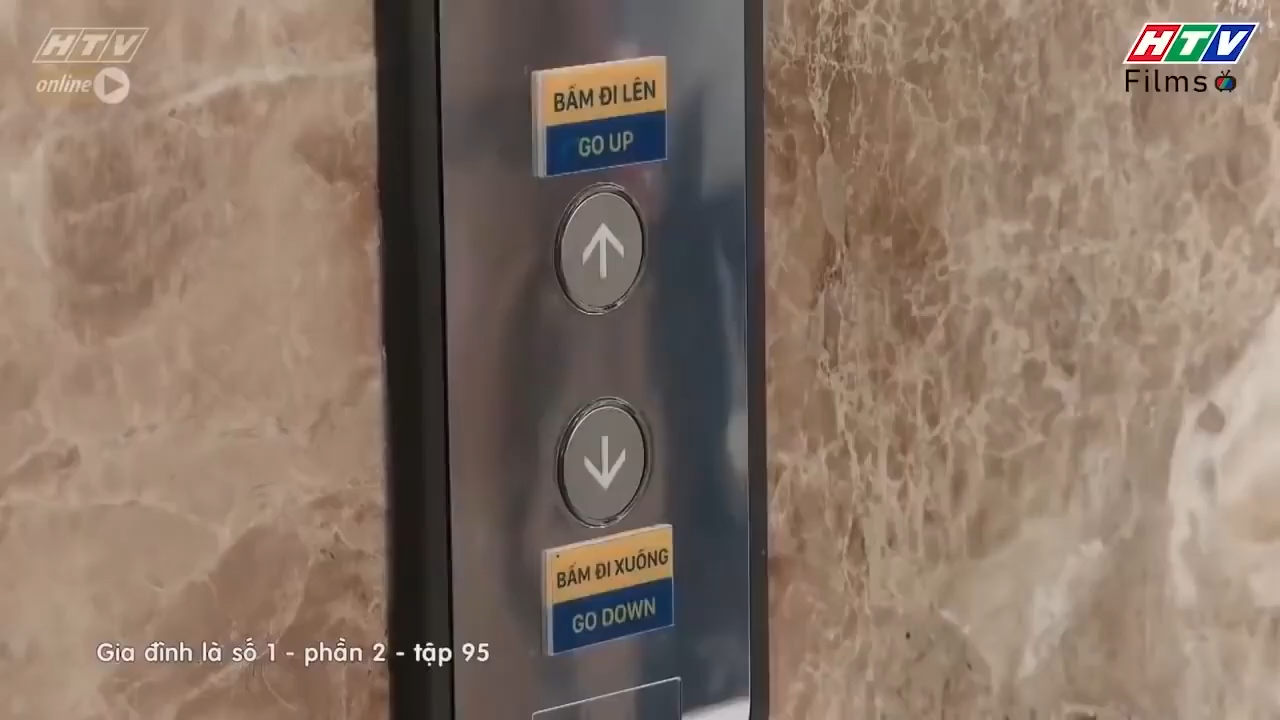 HTV
online
HTV
Films
BẤM ĐI LÊN
GO UP
BẤM ĐI XUỐNG
GO DOWN
Gia đình là số 1 - phần 2 - tập 95